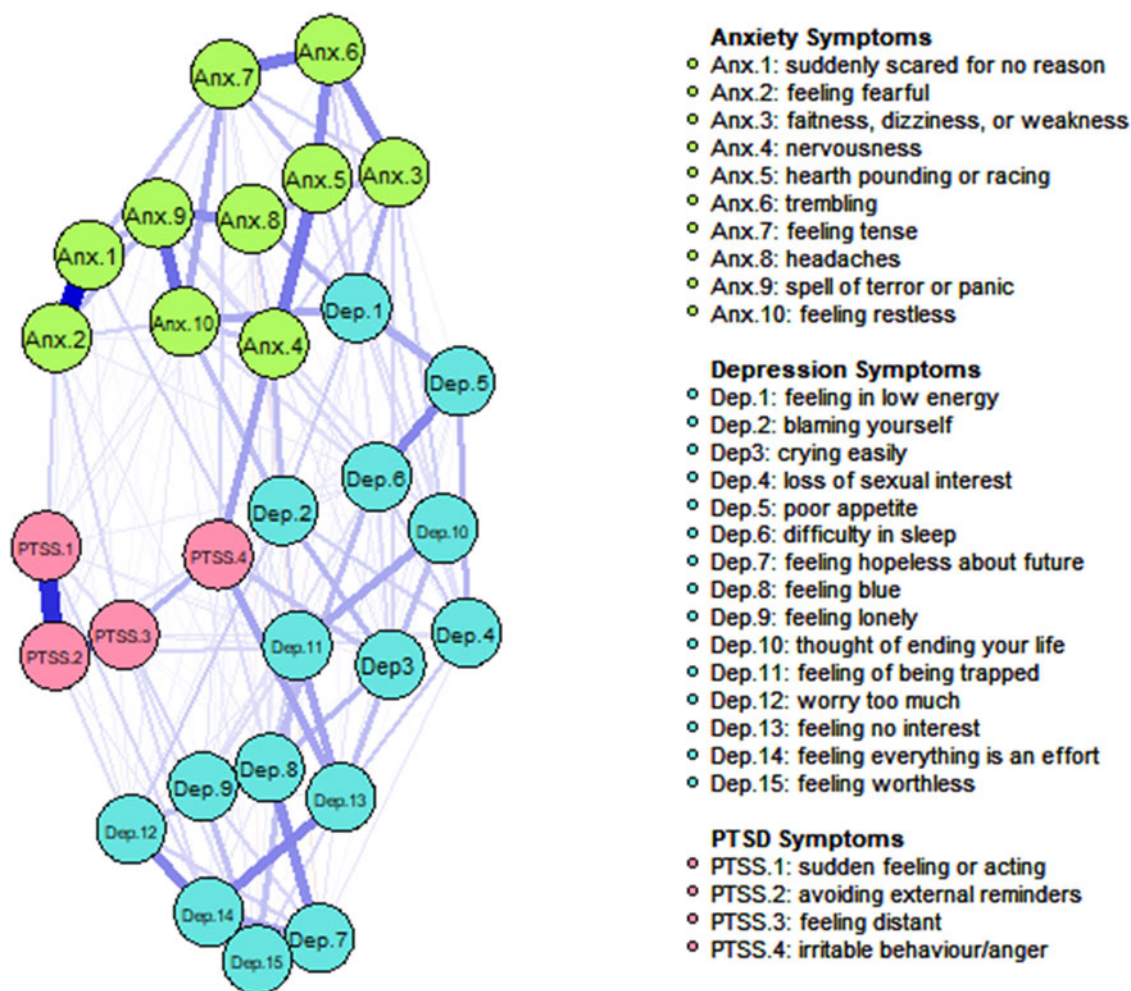 Anx.6
Anx.7
Anx.5
Anx.3
Anx.9
Anx.8
Anx.1
Anx.2
Anx.10
Anx.4
Dep.1
Dep.5
Dep.6
Dep.2
Dep.10
PTSS.1
PTSS.4
PTSS.3
PTSS.2
Dep.11
Dep3
Dep.4
Dep.9
Dep.8
Dep.13
Dep.12
Dep.14
Dep.15
Dep.7
Anxiety Symptoms
Anx.1: suddenly scared for no reason
Anx.2: feeling fearful
Anx.3: faitness, dizziness, or weakness
Anx.4: nervousness
Anx.5: hearth pounding or racing
Anx.6: trembling
Anx.7: feeling tense
Anx.8: headaches
Anx.9: spell of terror or panic
Anx.10: feeling restless
Depression Symptoms
Dep.1: feeling in low energy
Dep.2: blaming yourself
Dep3: crying easily
Dep.4: loss of sexual interest
Dep.5: poor appetite
Dep.6: difficulty in sleep
Dep.7: feeling hopeless about future
Dep.8: feeling blue
Dep.9: feeling lonely
Dep.10: thought of ending your life
Dep.11: feeling of being trapped
Dep.12: worry too much
Dep.13: feeling no interest
Dep.14: feeling everything is an effort
Dep.15: feeling worthless
PTSD Symptoms
PTSS.1: sudden feeling or acting
PTSS.2: avoiding external reminders
PTSS.3: feeling distant
PTSS.4: irritable behaviour/anger